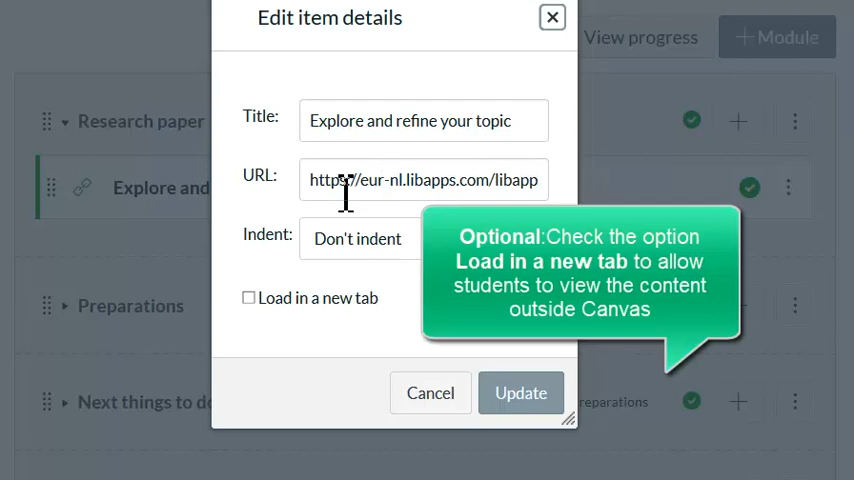 Edit item details
View progress
Module
Research paper
Title:
Explore and refine your topic
URL:
https://eur-nl.libapps.com/libapp
Explore and
Indent:
Don't indent
Optional:Check the option
Load in a new tab to allow
students to view the content
outside Canvas
Load in a new tab
Preparations
Cancel
Update
Next things to do
reparations